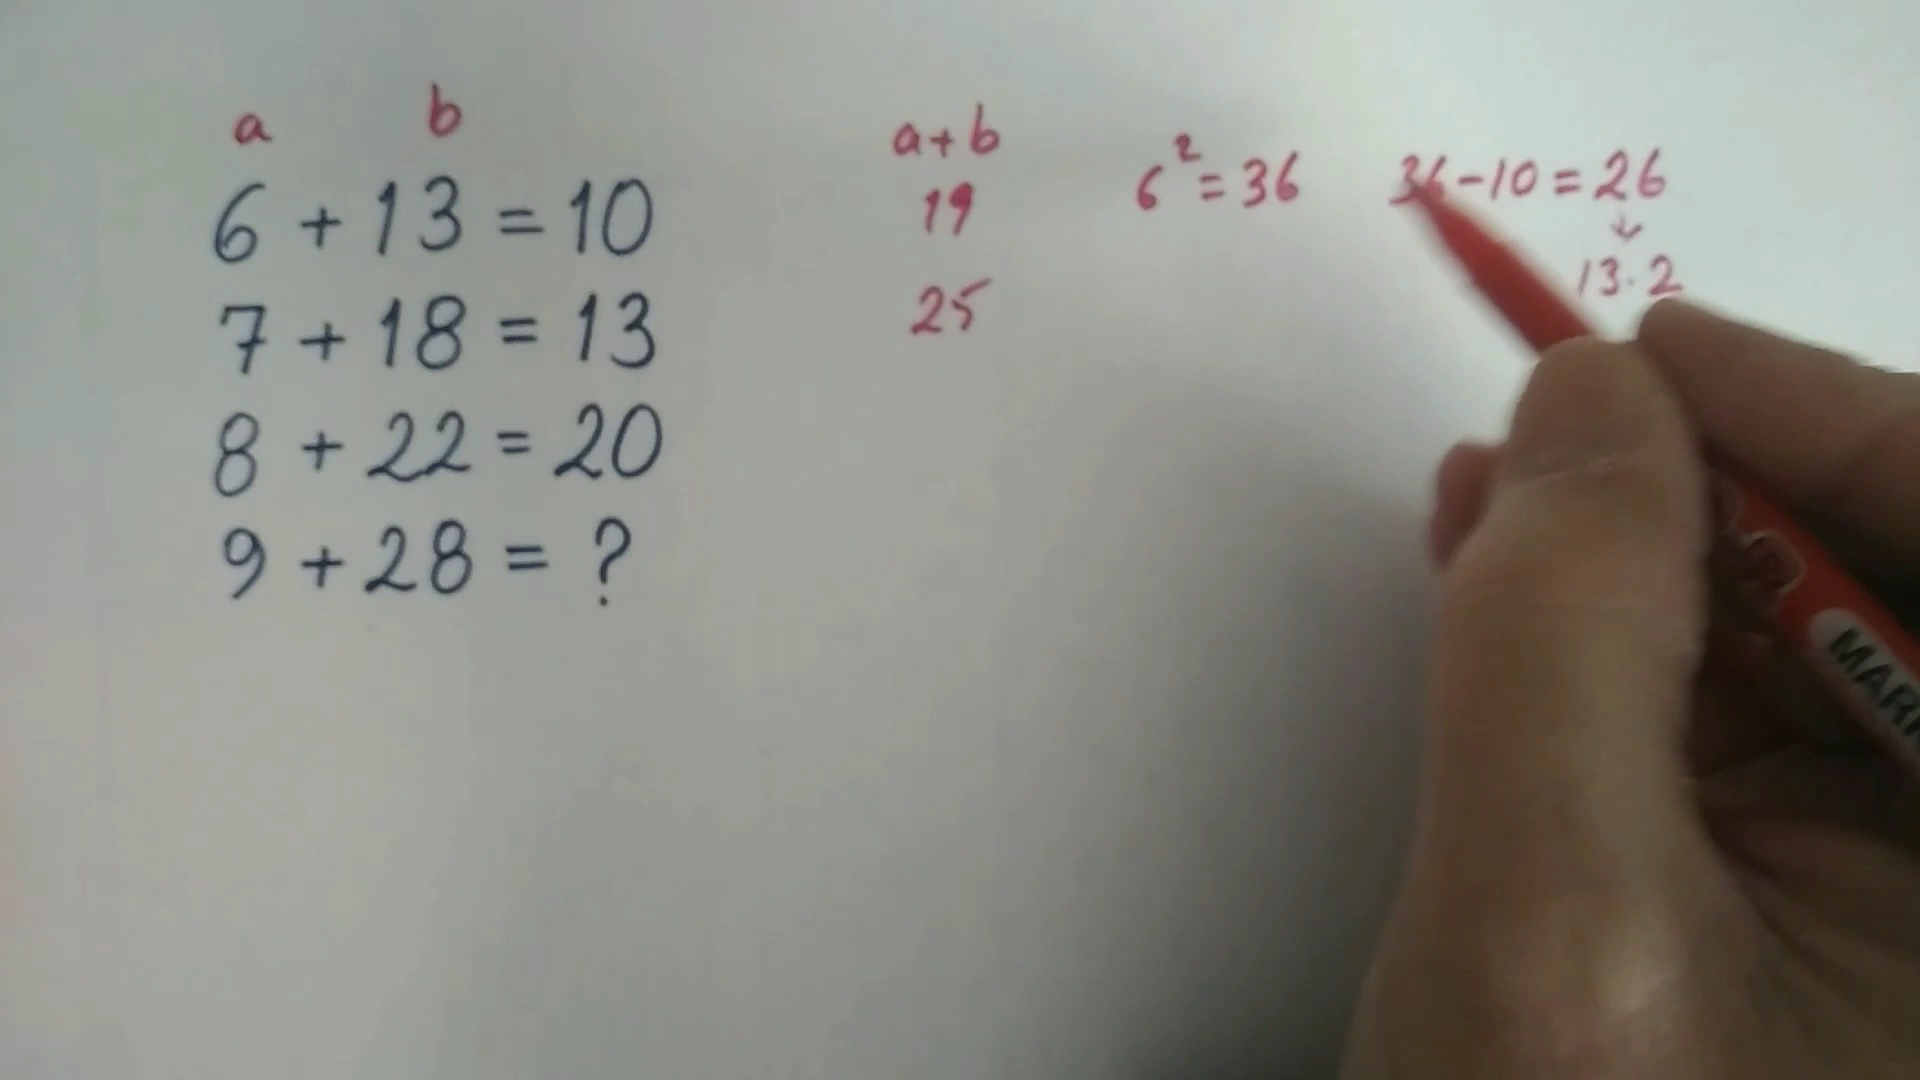 a b
6 + 13 = 10
7 + 18 = 13
8 + 22 = 20
9 + 28 = ?
a+b
19
25
6² = 36
36-10 = 26
↓
13.2